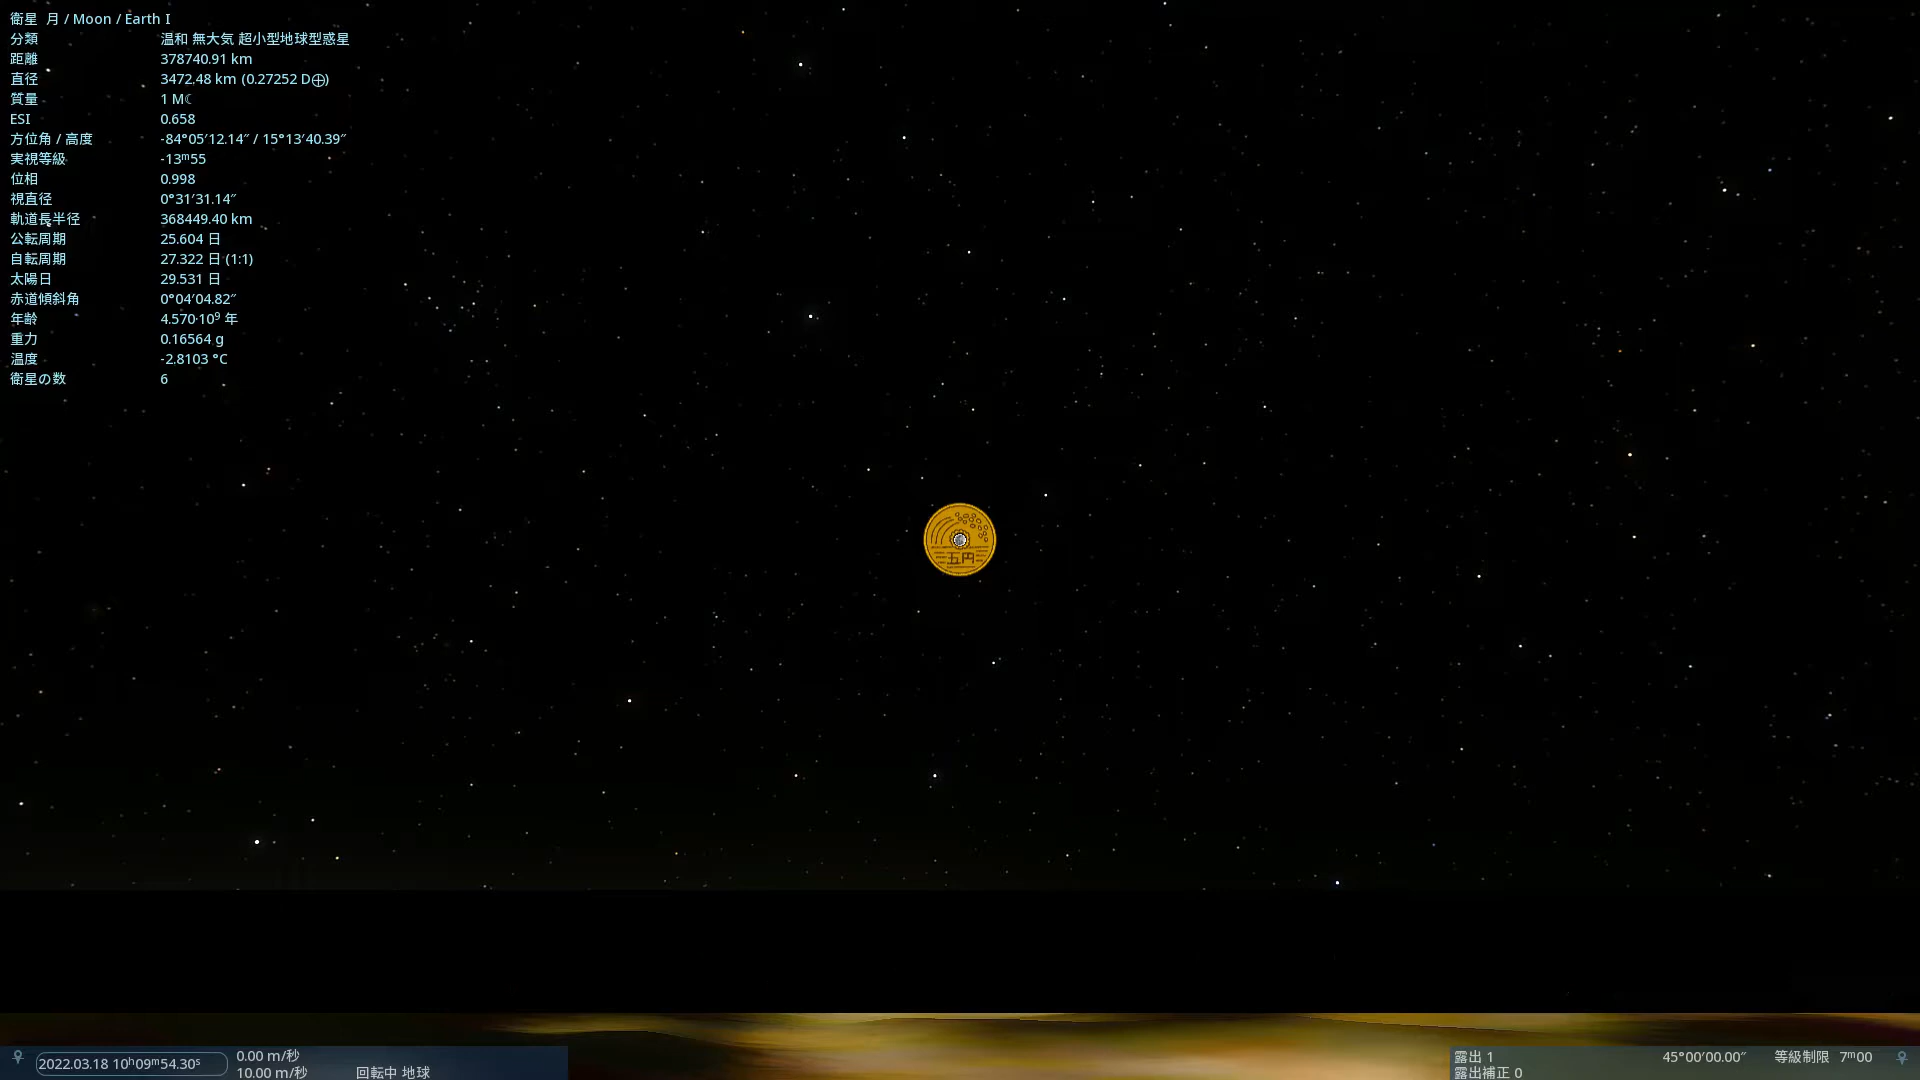 衛星 月 / Moon / Earth I
分類 温和 無大気 超小型地球型惑星
距離 378740.91 km
直径 3472.48 km (0.27252 D⊕)
質量 1 M☾
ESI 0.658
方位角 / 高度 -84°05′12.14″ / 15°13′40.39″
実視等級 -13ᵐ55
位相 0.998
視直径 0°31′31.14″
軌道長半径 368449.40 km
公転周期 25.604 日
自転周期 27.322 日 (1:1)
太陽日 29.531 日
赤道傾斜角 0°04′04.82″
年齢 4.570·10⁹ 年
重力 0.16564 g
温度 -2.8103 °C
衛星の数 6
五円
2022.03.18 10ʰ09ᵐ54.30ˢ
0.00 m/秒
10.00 m/秒 回転中 地球
露出 1 45°00′00.00″ 等級制限 7ᵐ00
露出補正 0